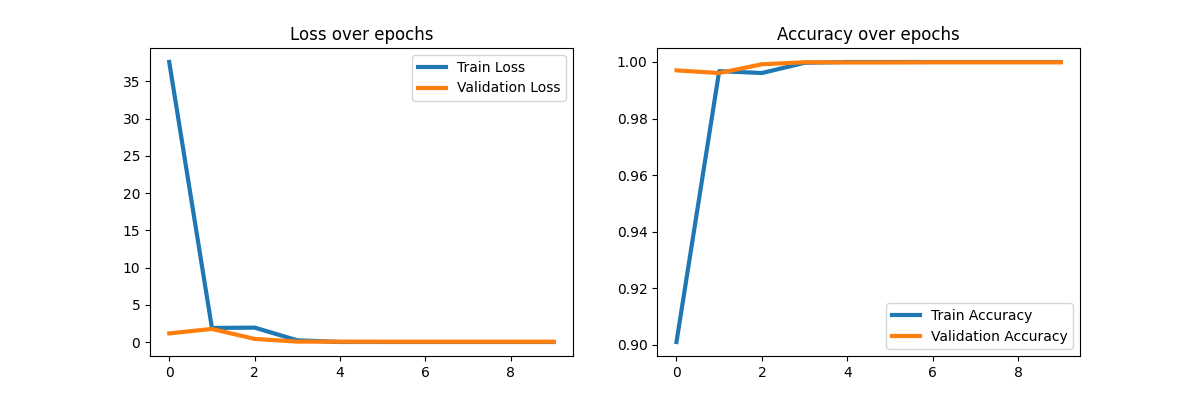 Loss over epochs
Train Loss
Validation Loss
35
30
25
20
15
10
5
0
0 2 4 6 8
Accuracy over epochs
1.00
0.98
0.96
0.94
0.92
0.90
Train Accuracy
Validation Accuracy
0 2 4 6 8